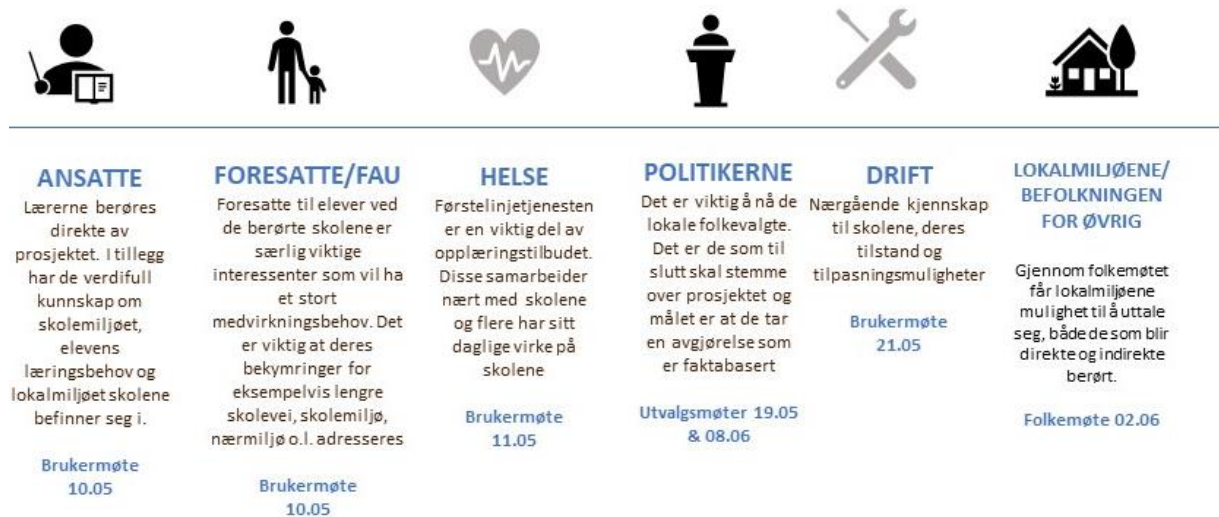 ANSATTE
Lærerne berøres
direkte av
prosjektet. I tillegg
har de verdifull
kunnskap om
skolemiljøet,
elevens
læringsbehov og
lokalmiljøet skolene
befinner seg i.
Brukermøte
10.05
FORESATTE/FAU
Foresatte til elever ved
de berørte skolene er
særlig viktige
interessenter som vil ha
et stort
medvirkningsbehov. Det
er viktig at deres
bekymringer for
eksempelvis lengre
skolevei, skolemiljø,
nærmiljø o.l. adresseres
Brukermøte
10.05
HELSE
Førstelinjetjenesten
er en viktig del av
opplæringstilbudet.
Disse samarbeider
nært med skolene
og flere har sitt
daglige virke på
skolene
Brukermøte
11.05
POLITIKERNE
Det er viktig å nå de
lokale folkevalgte.
Det er de som til
slutt skal stemme
over prosjektet og
målet er at de tar
en avgjørelse som
er faktabasert
Utvalgsmøter 19.05
& 08.06
DRIFT
Nærgående kjennskap
til skolene, deres
tilstand og
tilpasningsmuligheter
Brukermøte
21.05
LOKALMILJØENE/
BEFOLKNINGEN
FOR ØVRIG
Gjennom folkemøtet
får lokalmiljøene
mulighet til å uttale
seg, både de som blir
direkte og indirekte
berørt.
Folkemøte 02.06